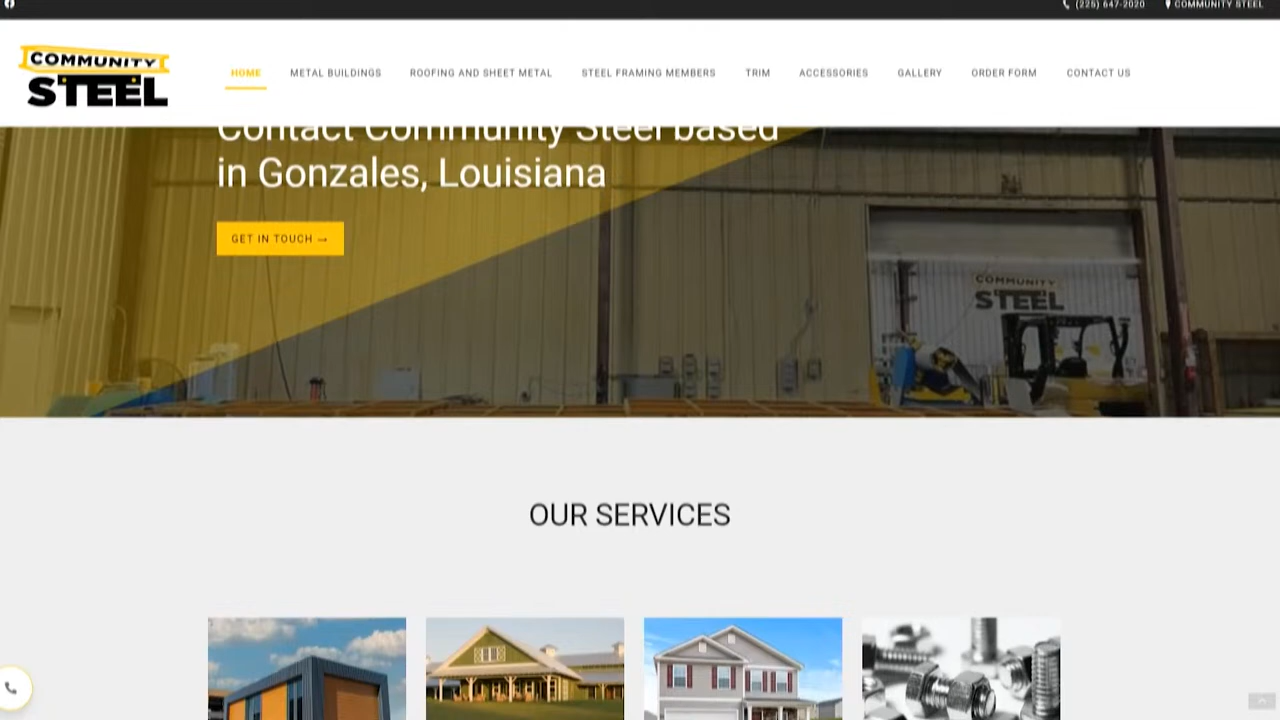 (225) 647-2020 COMMUNITY STEEL
COMMUNITY
STEEL
HOME METAL BUILDINGS ROOFING AND SHEET METAL STEEL FRAMING MEMBERS TRIM ACCESSORIES GALLERY ORDER FORM CONTACT US
Contact Community Steel based
in Gonzales, Louisiana
GET IN TOUCH →
COMMUNITY
STEEL
OUR SERVICES